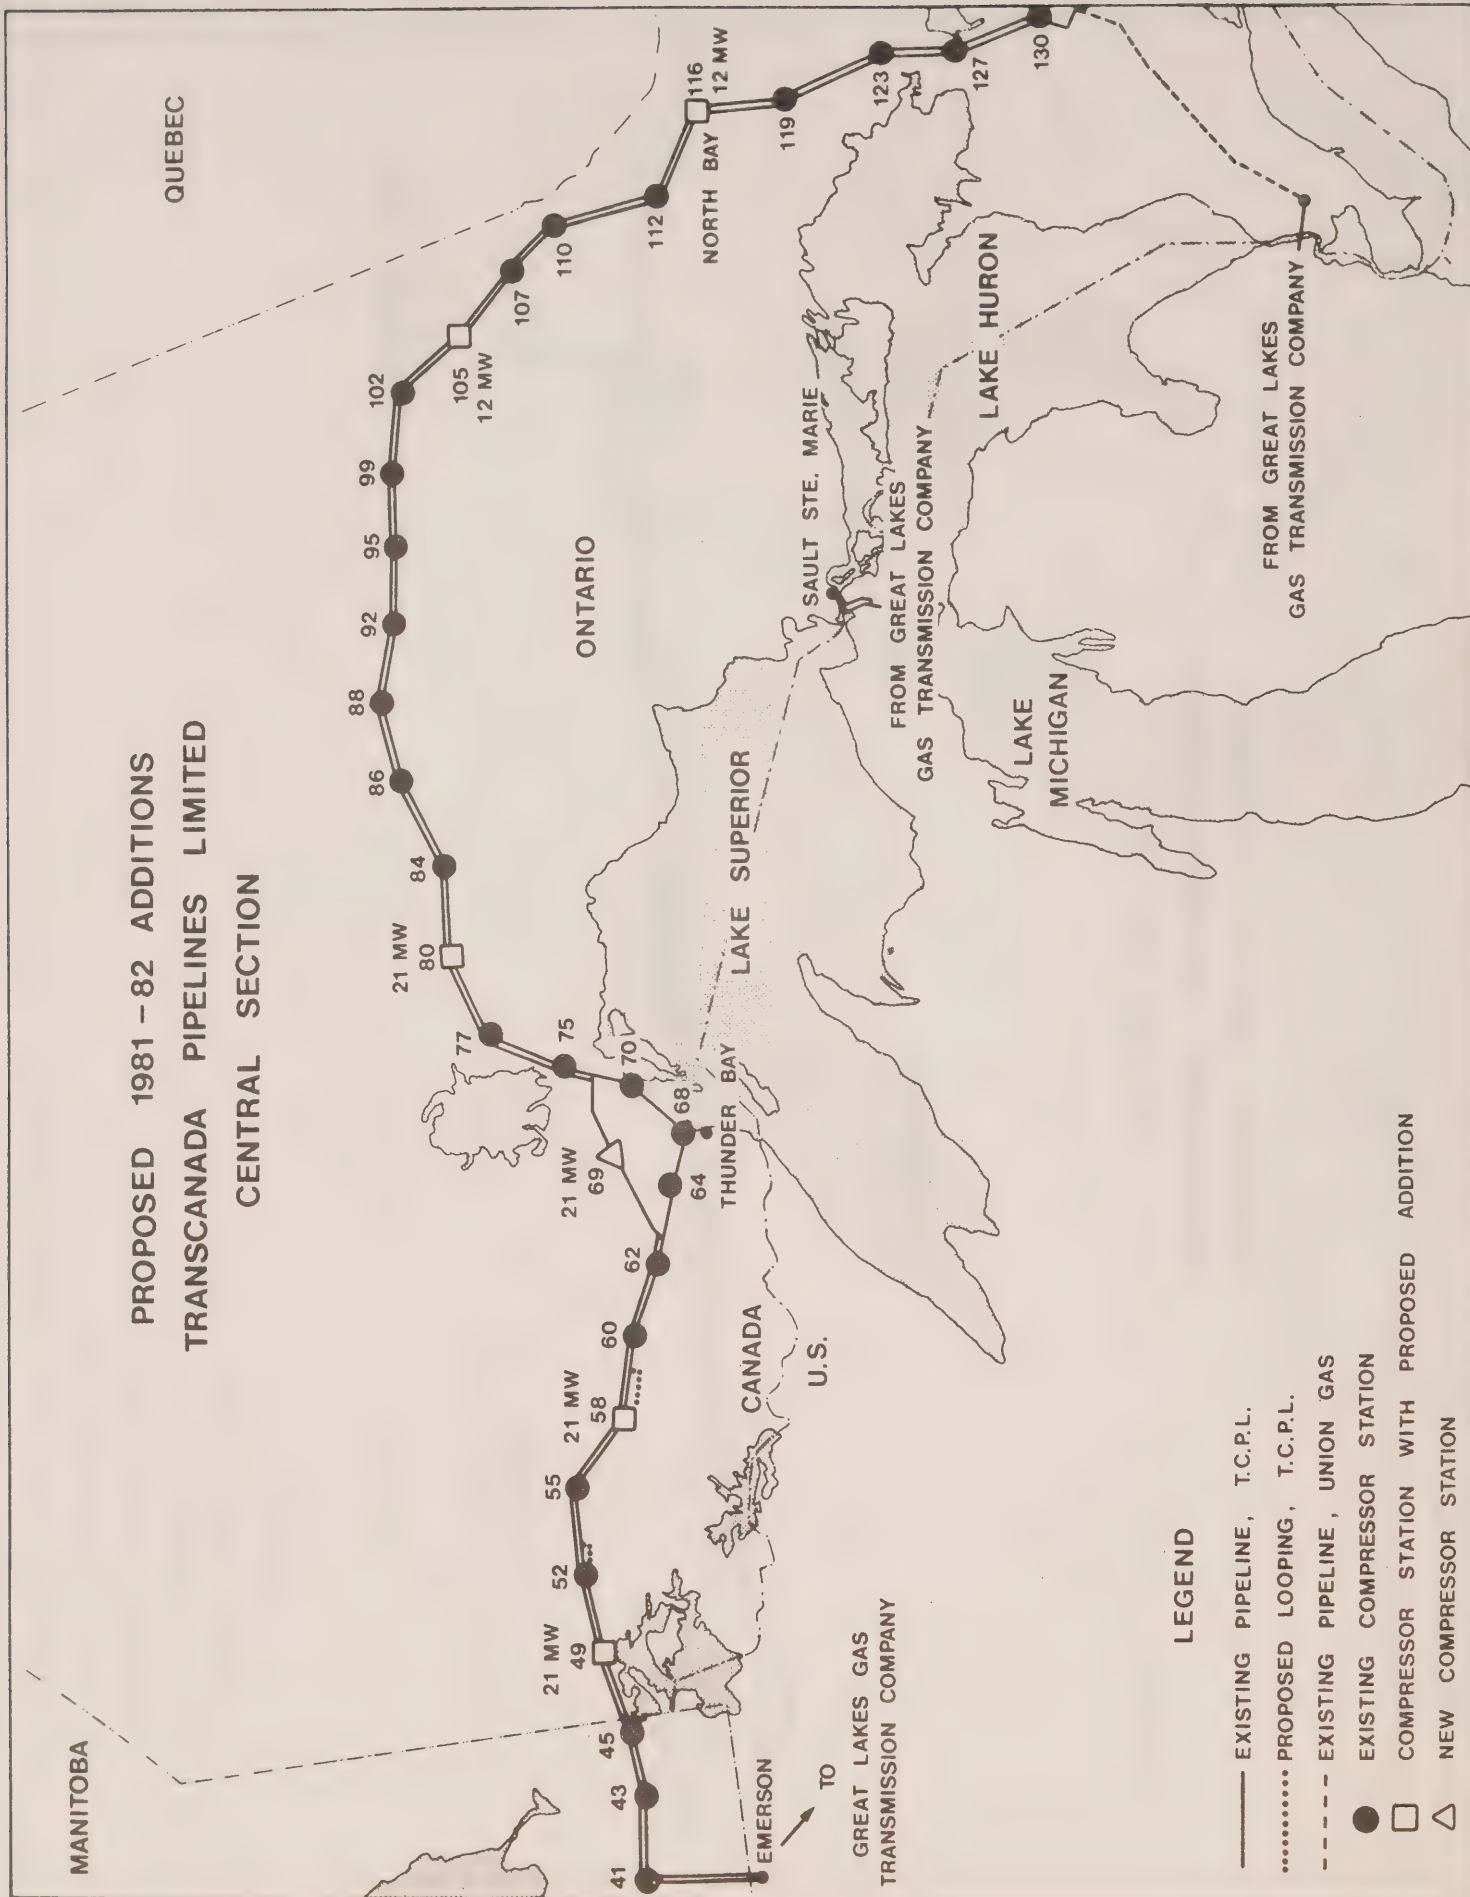 PROPOSED 1981-82 ADDITIONS
TRANSCANADA PIPELINES LIMITED
CENTRAL SECTION
MANITOBA
QUEBEC
ONTARIO
41
43
45
21 MW
49
52
55
21 MW
58
60
62
64
21 MW
69
68
70
75
77
21 MW
80
84
86
88
92
95
99
102
105
12 MW
107
110
112
116
12 MW
119
123
127
130
NORTH BAY
THUNDER BAY
SAULT STE. MARIE
LAKE SUPERIOR
LAKE HURON
LAKE
MICHIGAN
CANADA
U.S.
EMERSON
TO
GREAT LAKES GAS
TRANSMISSION COMPANY
FROM GREAT LAKES
GAS TRANSMISSION COMPANY
FROM GREAT LAKES
GAS TRANSMISSION COMPANY
LEGEND
EXISTING PIPELINE, T.C.P.L.
PROPOSED LOOPING, T.C.P.L.
EXISTING PIPELINE, UNION GAS
EXISTING COMPRESSOR STATION
COMPRESSOR STATION WITH PROPOSED ADDITION
NEW COMPRESSOR STATION